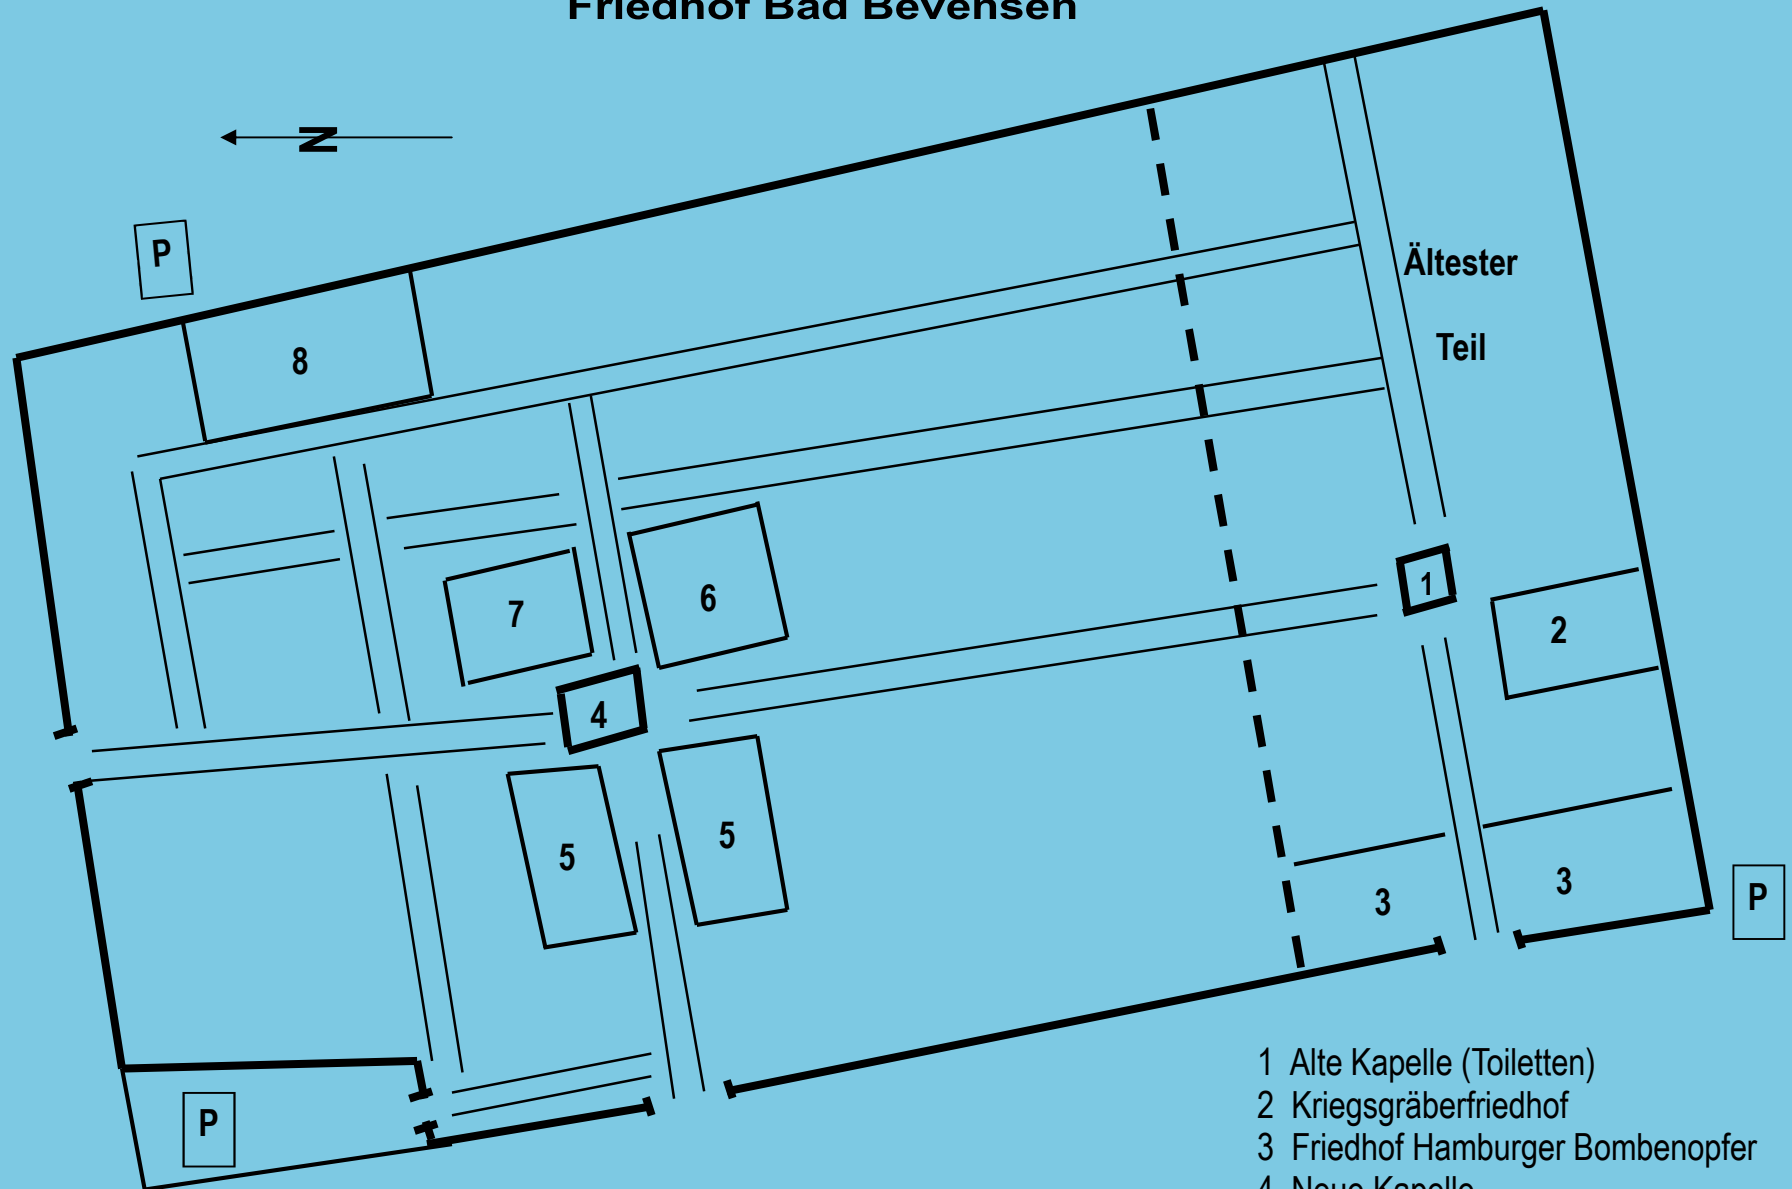 Friedhof Bad Bevensen
N
P
8
Ältester
Teil
7
6
1
2
4
5
5
3
3
P
P
1 Alte Kapelle (Toiletten)
2 Kriegsgräberfriedhof
3 Friedhof Hamburger Bombenopfer
4 Neue Kapelle